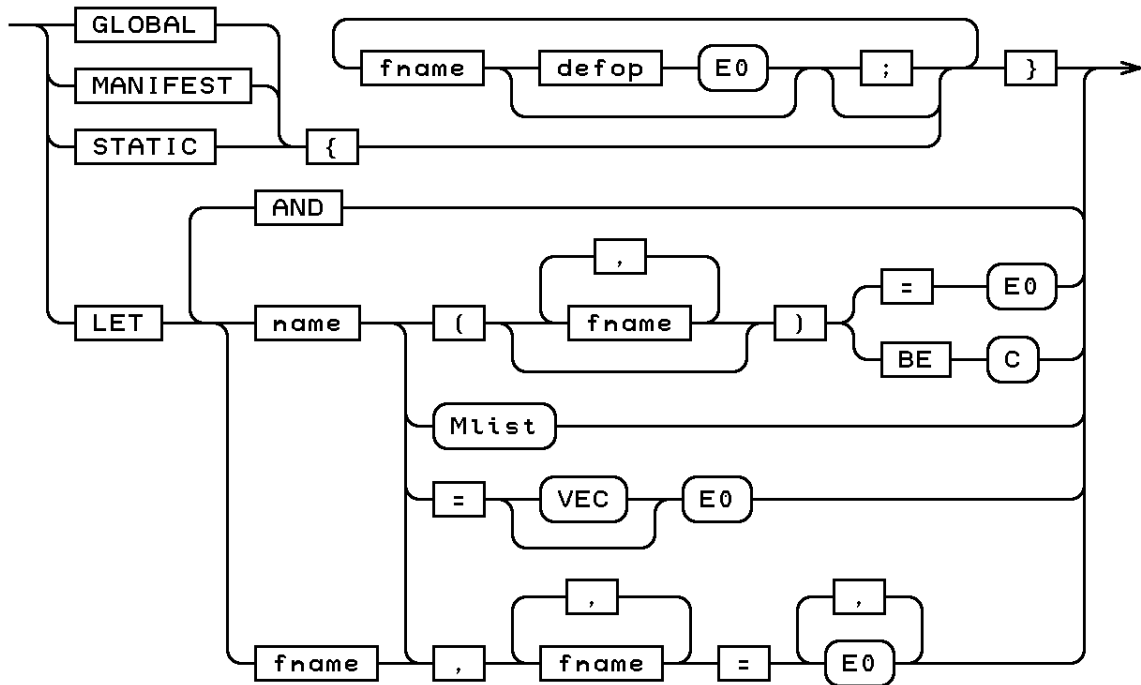 GLOBAL
fname defop E0 ; }
MANIFEST
STATIC {
AND
,
= E0
LET name ( fname )
BE C
Mlist
= VEC E0
, ,
fname , fname = E0